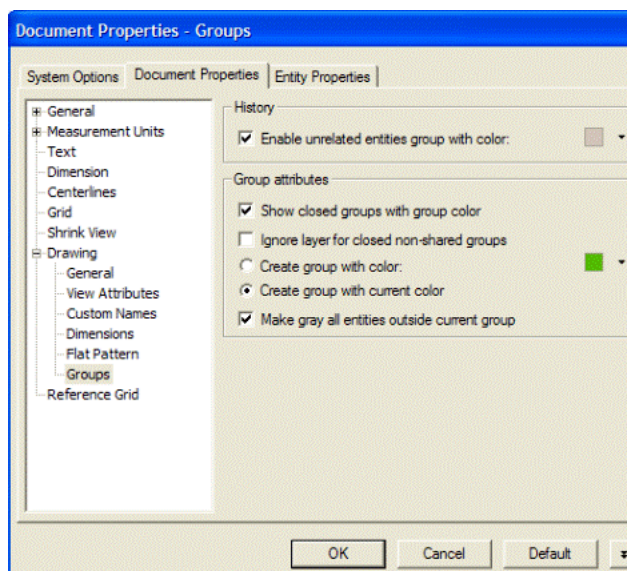 Document Properties - Groups
System Options
Document Properties
Entity Properties
General
Measurement Units
Text
Dimension
Centerlines
Grid
Shrink View
Drawing
General
View Attributes
Custom Names
Dimensions
Flat Pattern
Groups
Reference Grid
History
Enable unrelated entities group with color:
Group attributes
Show closed groups with group color
Ignore layer for closed non-shared groups
Create group with color:
Create group with current color
Make gray all entities outside current group
OK
Cancel
Default